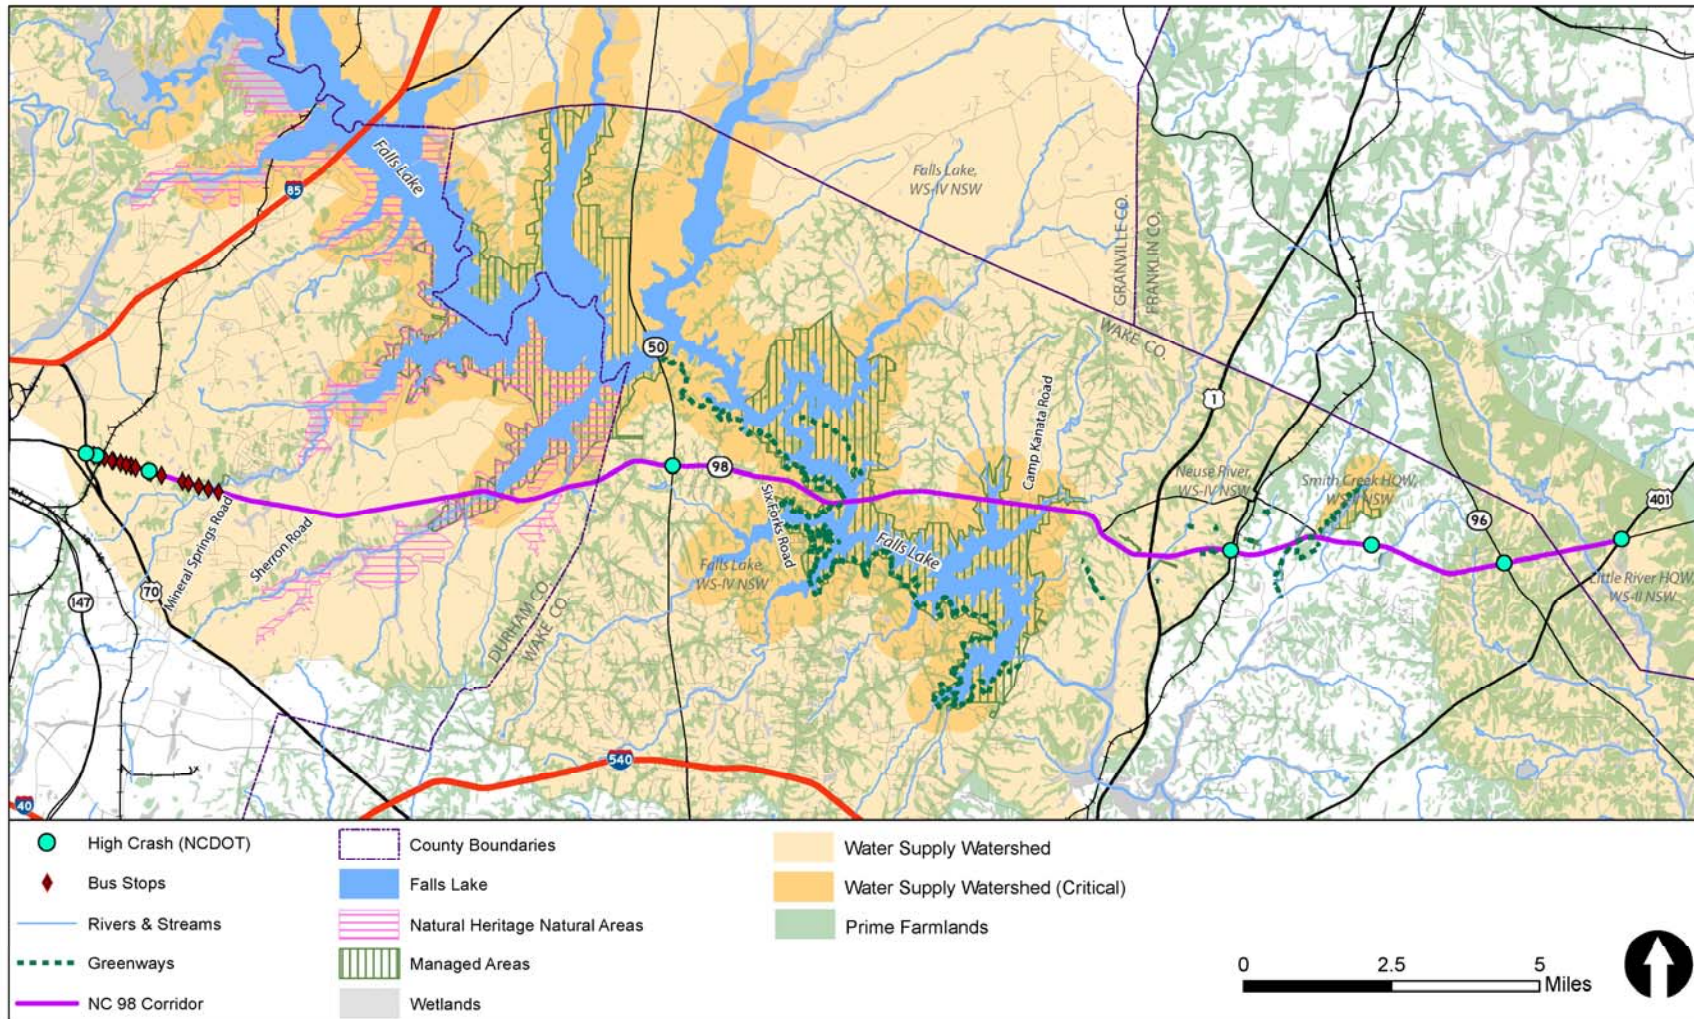 Falls Lake
85
Falls Lake,
WS-IV NSW
GRANVILLE CO.
FRANKLIN CO.
WAKE CO.
50
1
Camp Kanata Road
98
Six Forks Road
Neuse River,
WS-IV NSW
Smith Creek HQW,
96
401
Mineral Springs Road
Sherron Road
Falls Lake
Falls Lake,
WS-IV NSW
Little River HQW,
WS-II NSW
70
147
DURHAM CO.
WAKE CO.
540
40
High Crash (NCDOT)
Bus Stops
Rivers & Streams
Greenways
NC 98 Corridor
County Boundaries
Falls Lake
Natural Heritage Natural Areas
Managed Areas
Wetlands
Water Supply Watershed
Water Supply Watershed (Critical)
Prime Farmlands
0 2.5 5
Miles